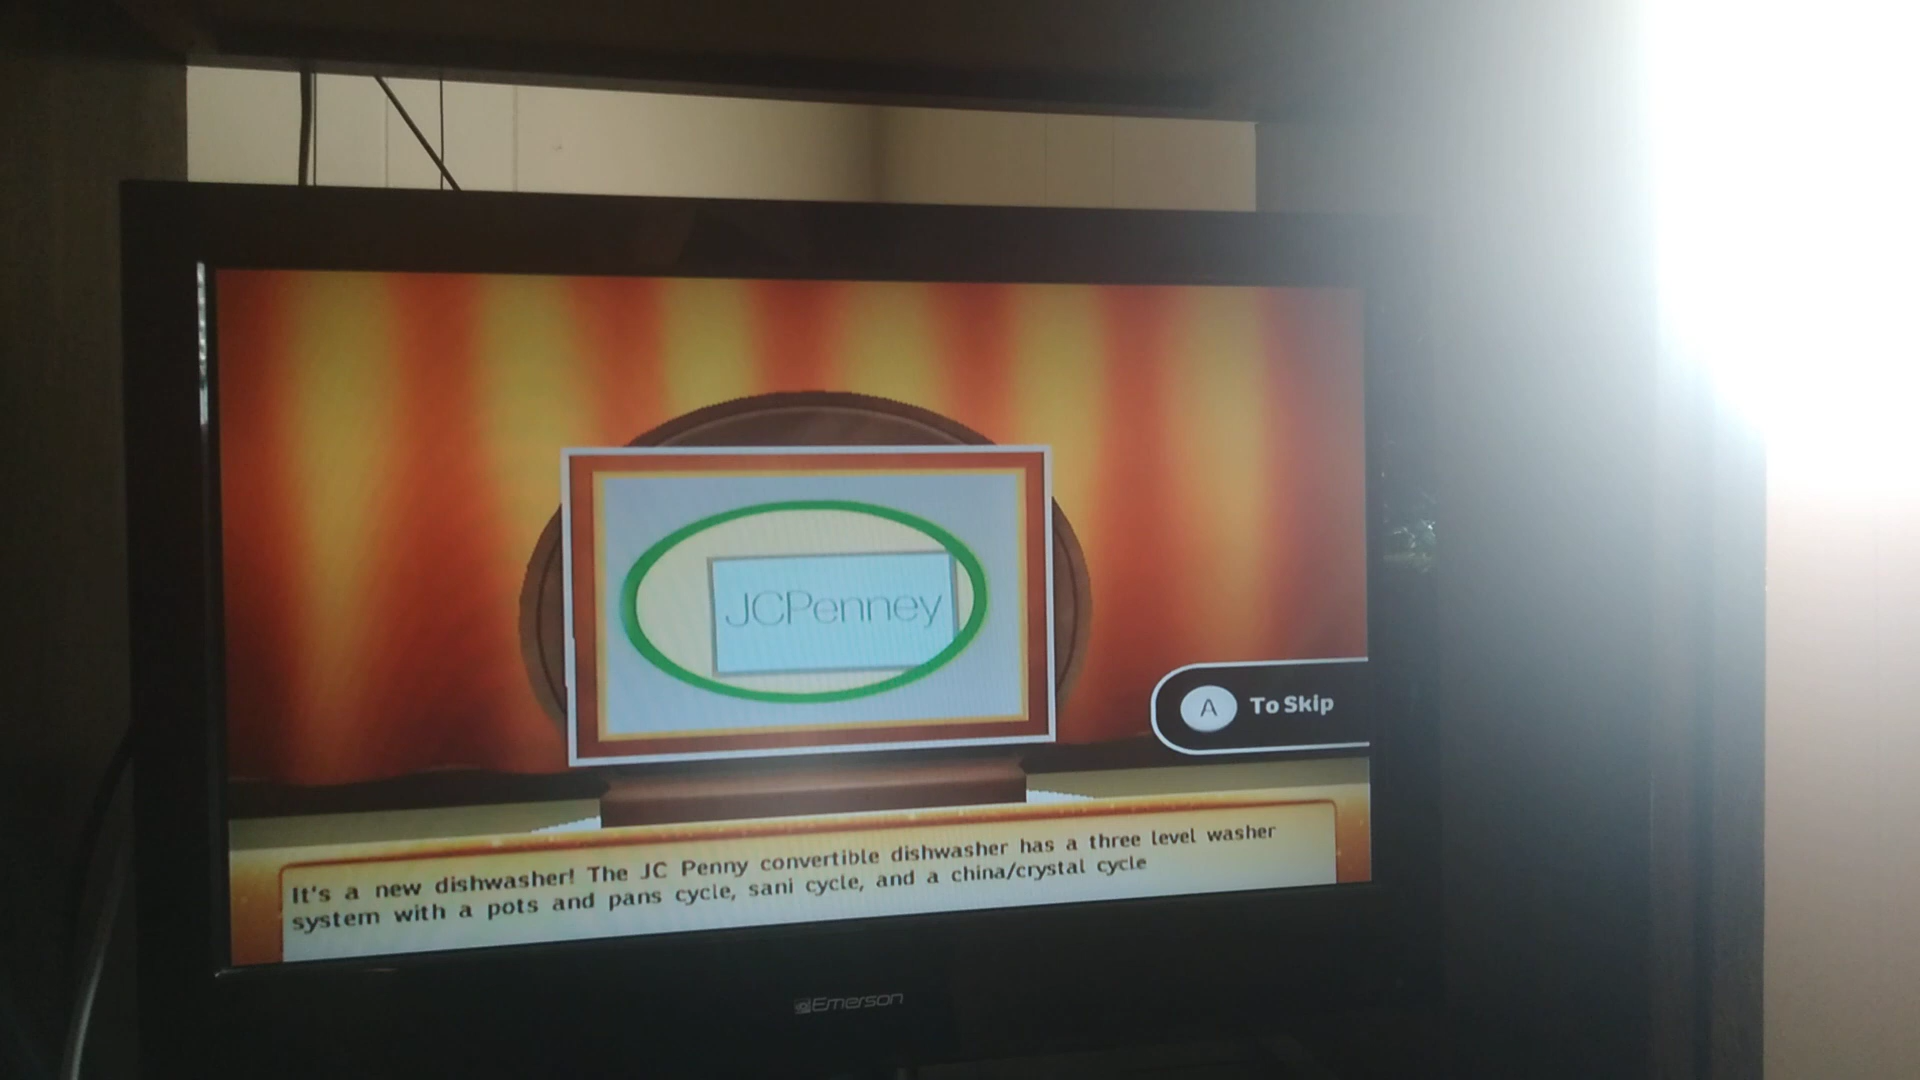 JCPenney
A To Skip
It's a new dishwasher! The JC Penny convertible dishwasher has a three level washer
system with a pots and pans cycle, sani cycle, and a china/crystal cycle
Emerson